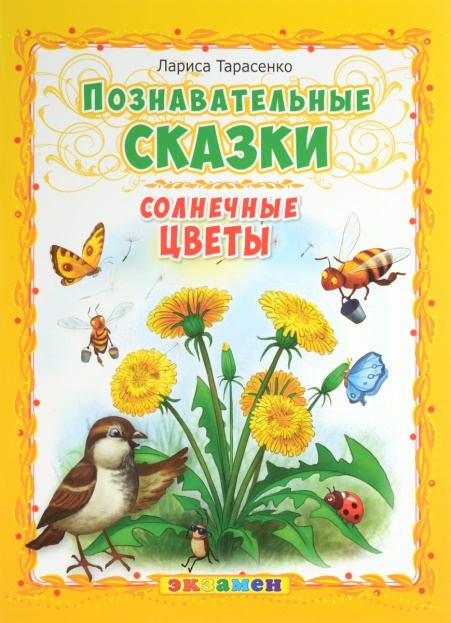 Лариса Тарасенко
Познавательные
сказки
солнечные
цветы
экзамен